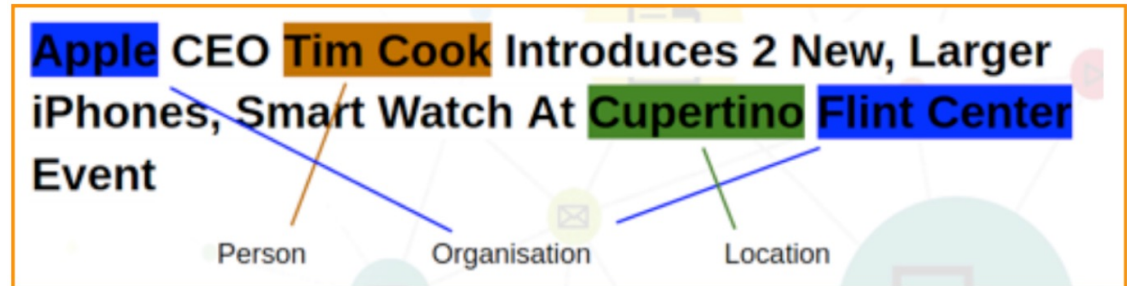 Apple CEO Tim Cook Introduces 2 New, Larger
iPhones, Smart Watch At Cupertino Flint Center
Event
Person Organisation Location